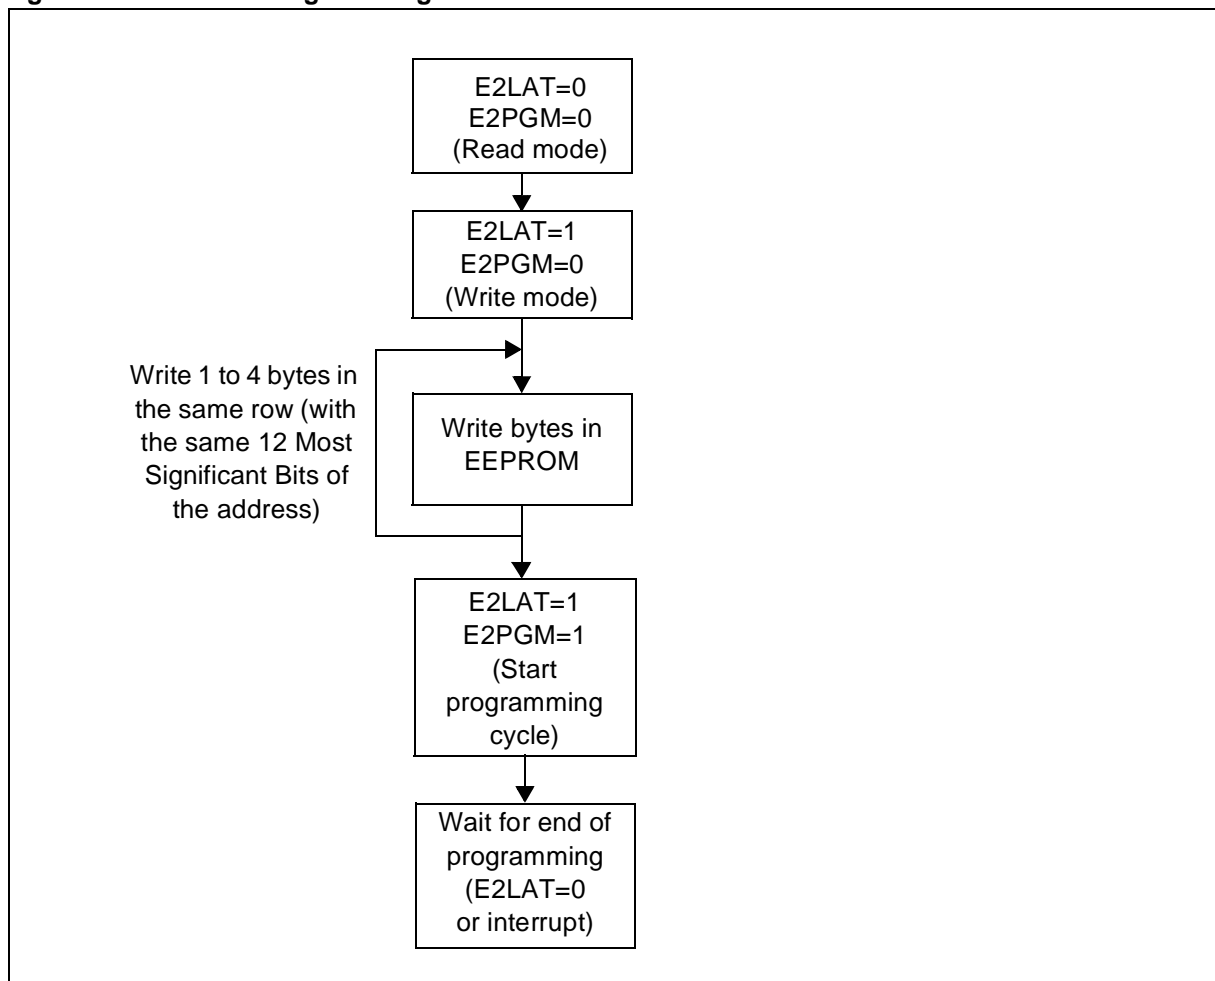 E2LAT=0
E2PGM=0
(Read mode)
E2LAT=1
E2PGM=0
(Write mode)
Write 1 to 4 bytes in
the same row (with
the same 12 Most
Significant Bits of
the address)
Write bytes in
EEPROM
E2LAT=1
E2PGM=1
(Start
programming
cycle)
Wait for end of
programming
(E2LAT=0
or interrupt)